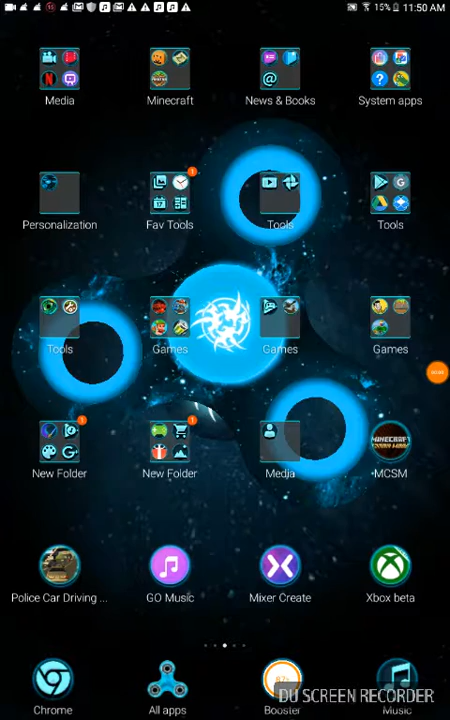 15% 11:50 AM
Media Minecraft News & Books System apps
Personalization Fav Tools Tools Tools
Tools Games Games Games
New Folder New Folder Media MCSM
Police Car Driving ... GO Music Mixer Create Xbox beta
Chrome All apps Booster Music
DU SCREEN RECORDER